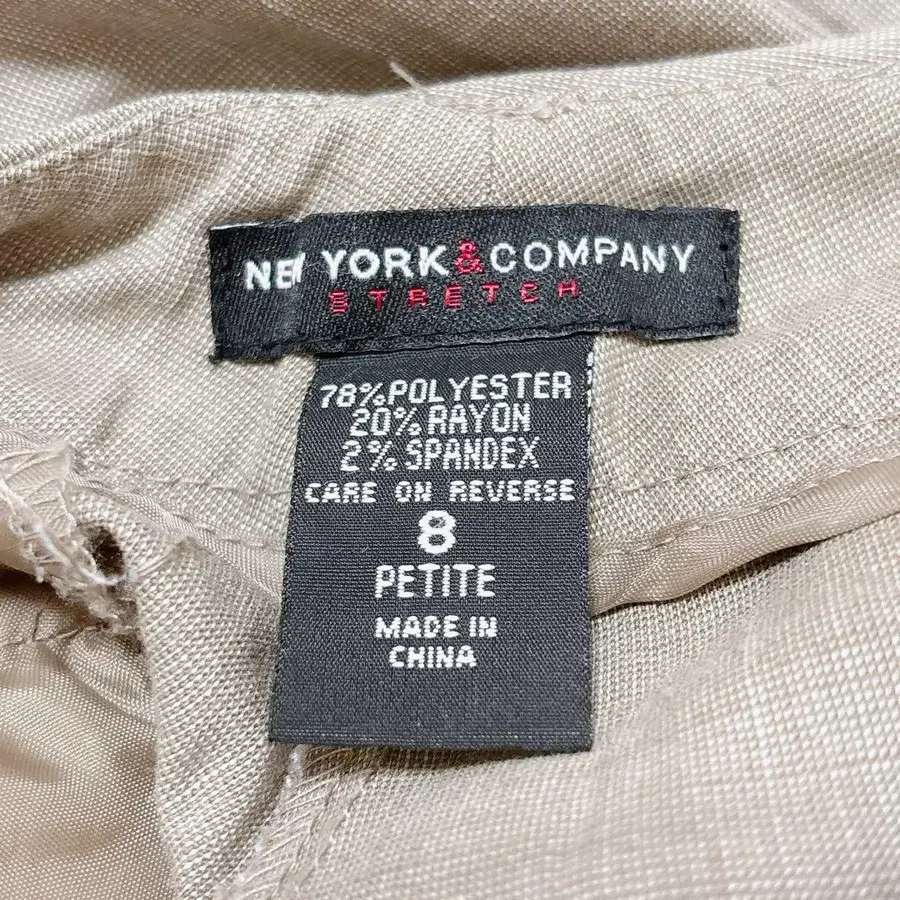 NEW YORK & COMPANY
STRETCH
78% POLYESTER
20% RAYON
2% SPANDEX
CARE ON REVERSE
8
PETITE
MADE IN
CHINA